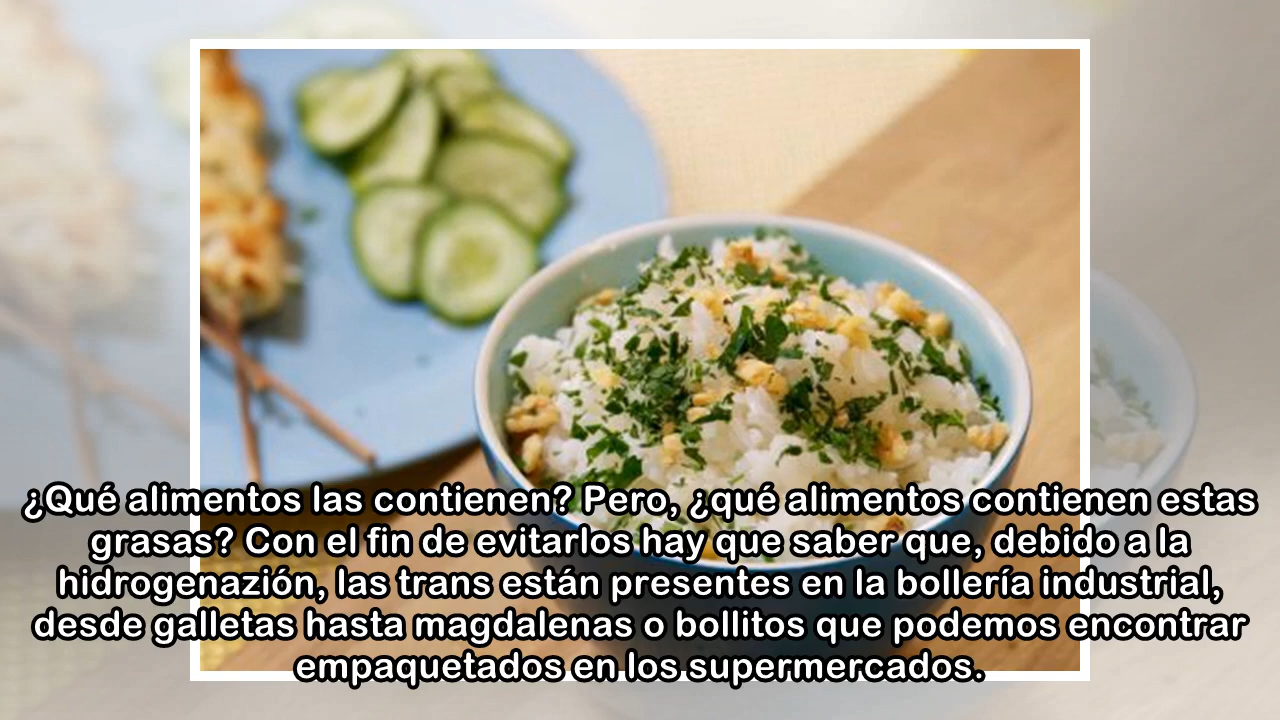 ¿Qué alimentos las contienen? Pero, ¿qué alimentos contienen estas
grasas? Con el fin de evitarlos hay que saber que, debido a la
hidrogenazión, las trans están presentes en la bollería industrial,
desde galletas hasta magdalenas o bollitos que podemos encontrar
empaquetados en los supermercados.